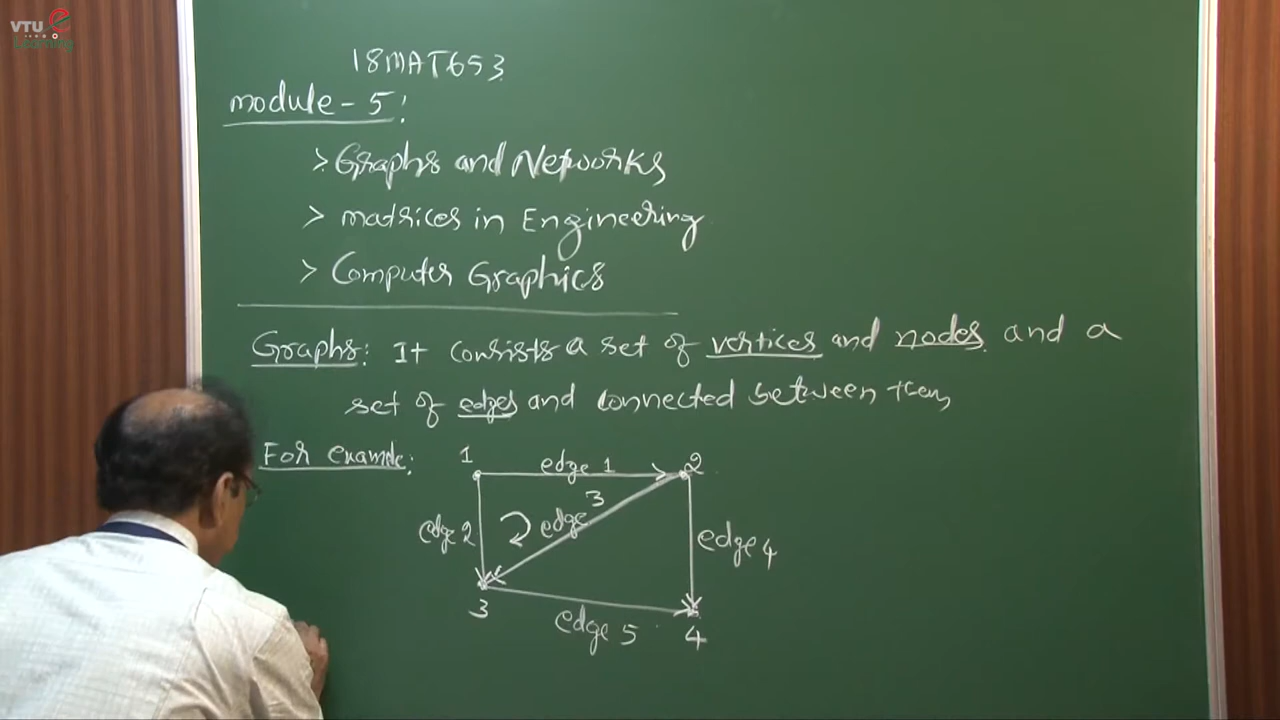 VTU e
Learning
18MAT653
module - 5!
> Graphs and Networks
> matrices in Engineering
> Computer Graphics
Graphs: It consists a set of vertices and nodes and a
set of edges and connected between them
For example:
1 edge 1 2
edge 2 edge 3 edge 4
3 edge 5 4